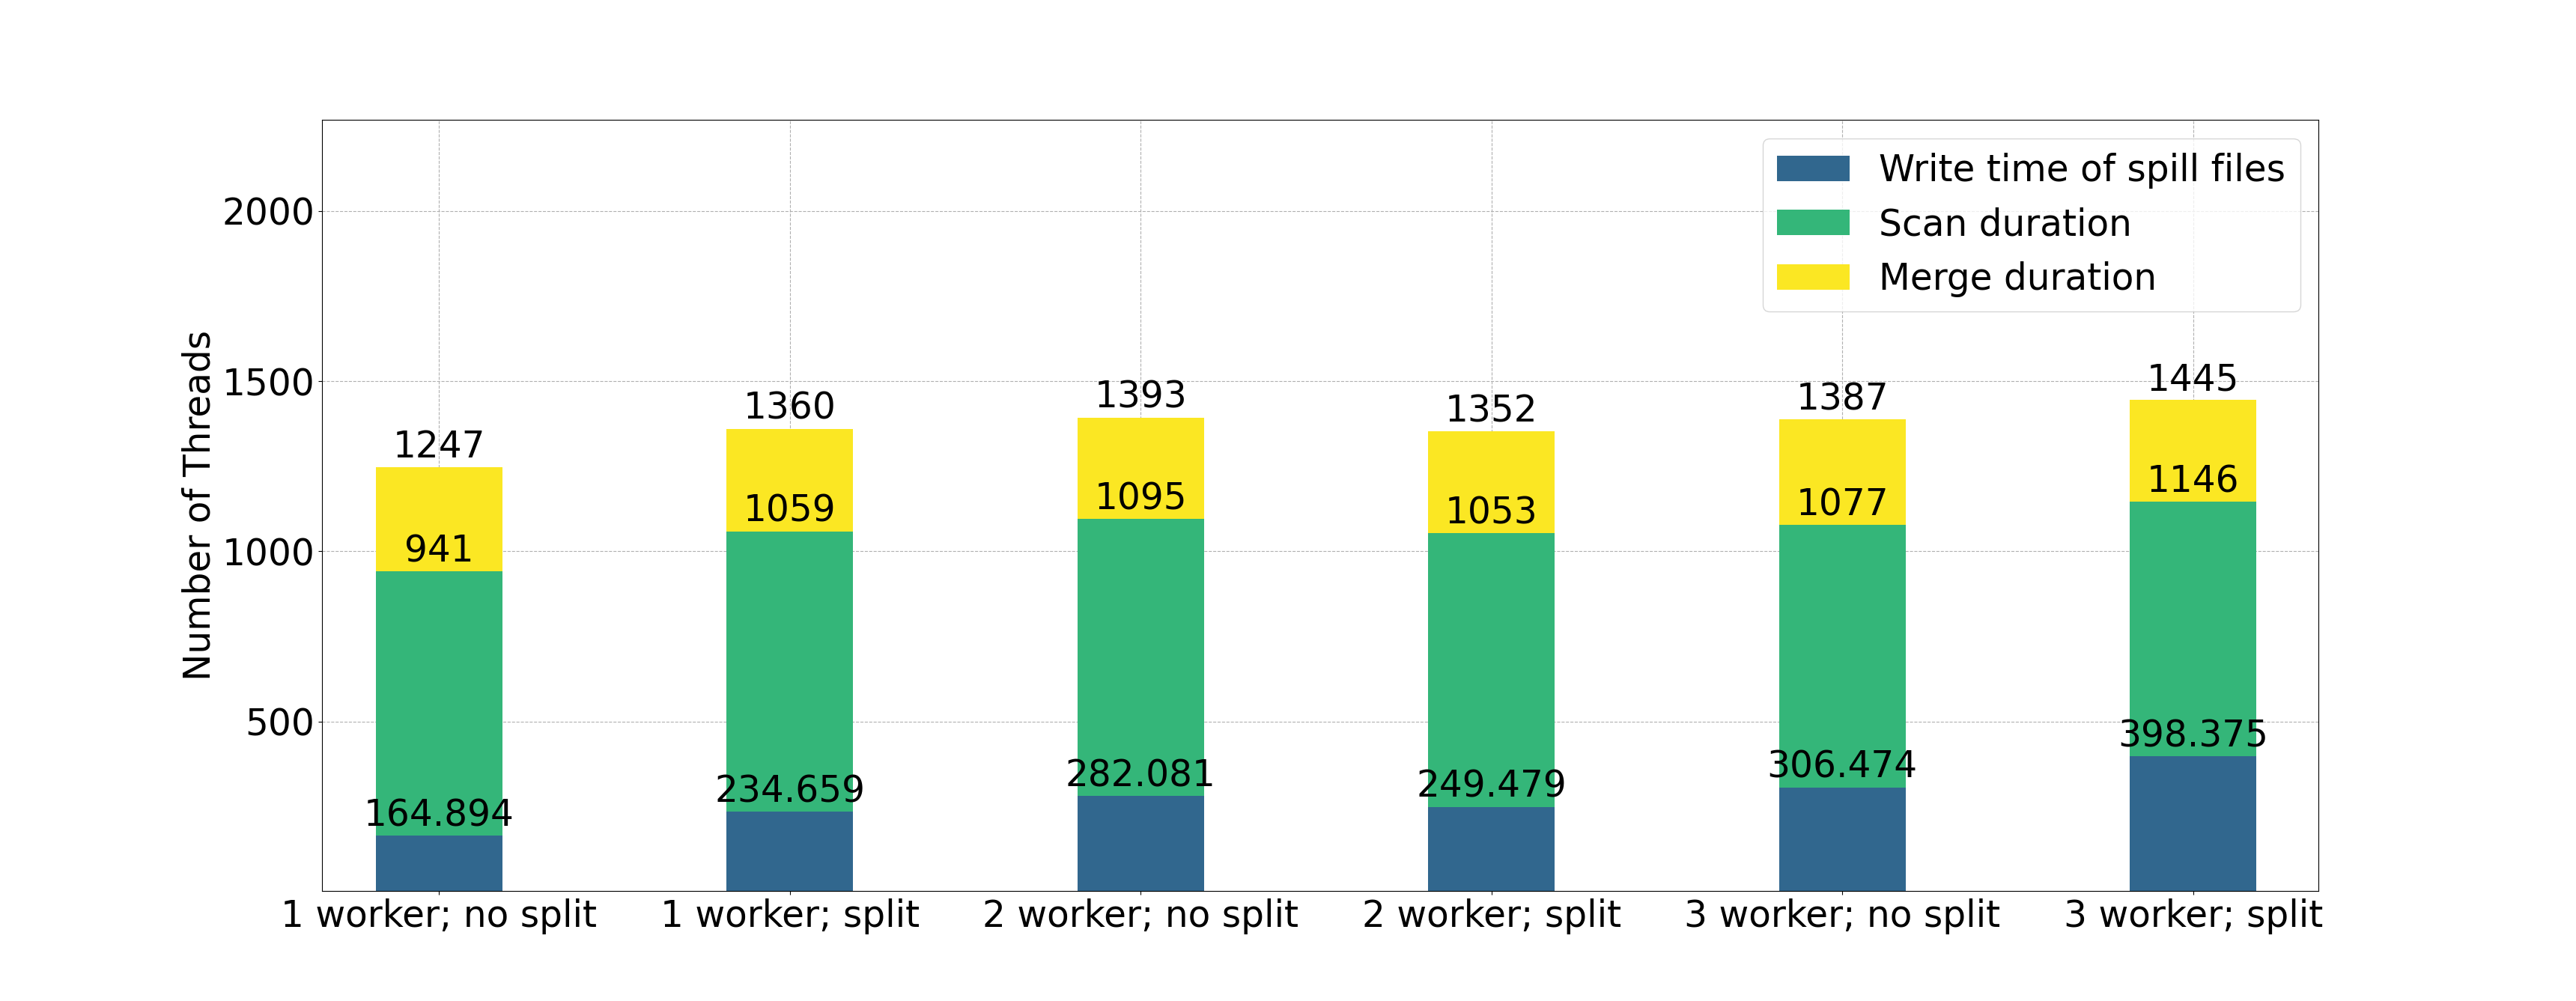 Write time of spill files
Scan duration
Merge duration
Number of Threads
2000
1500
1000
500
1247
941
164.894
1360
1059
234.659
1393
1095
282.081
1352
1053
249.479
1387
1077
306.474
1445
1146
398.375
1 worker; no split
1 worker; split
2 worker; no split
2 worker; split
3 worker; no split
3 worker; split